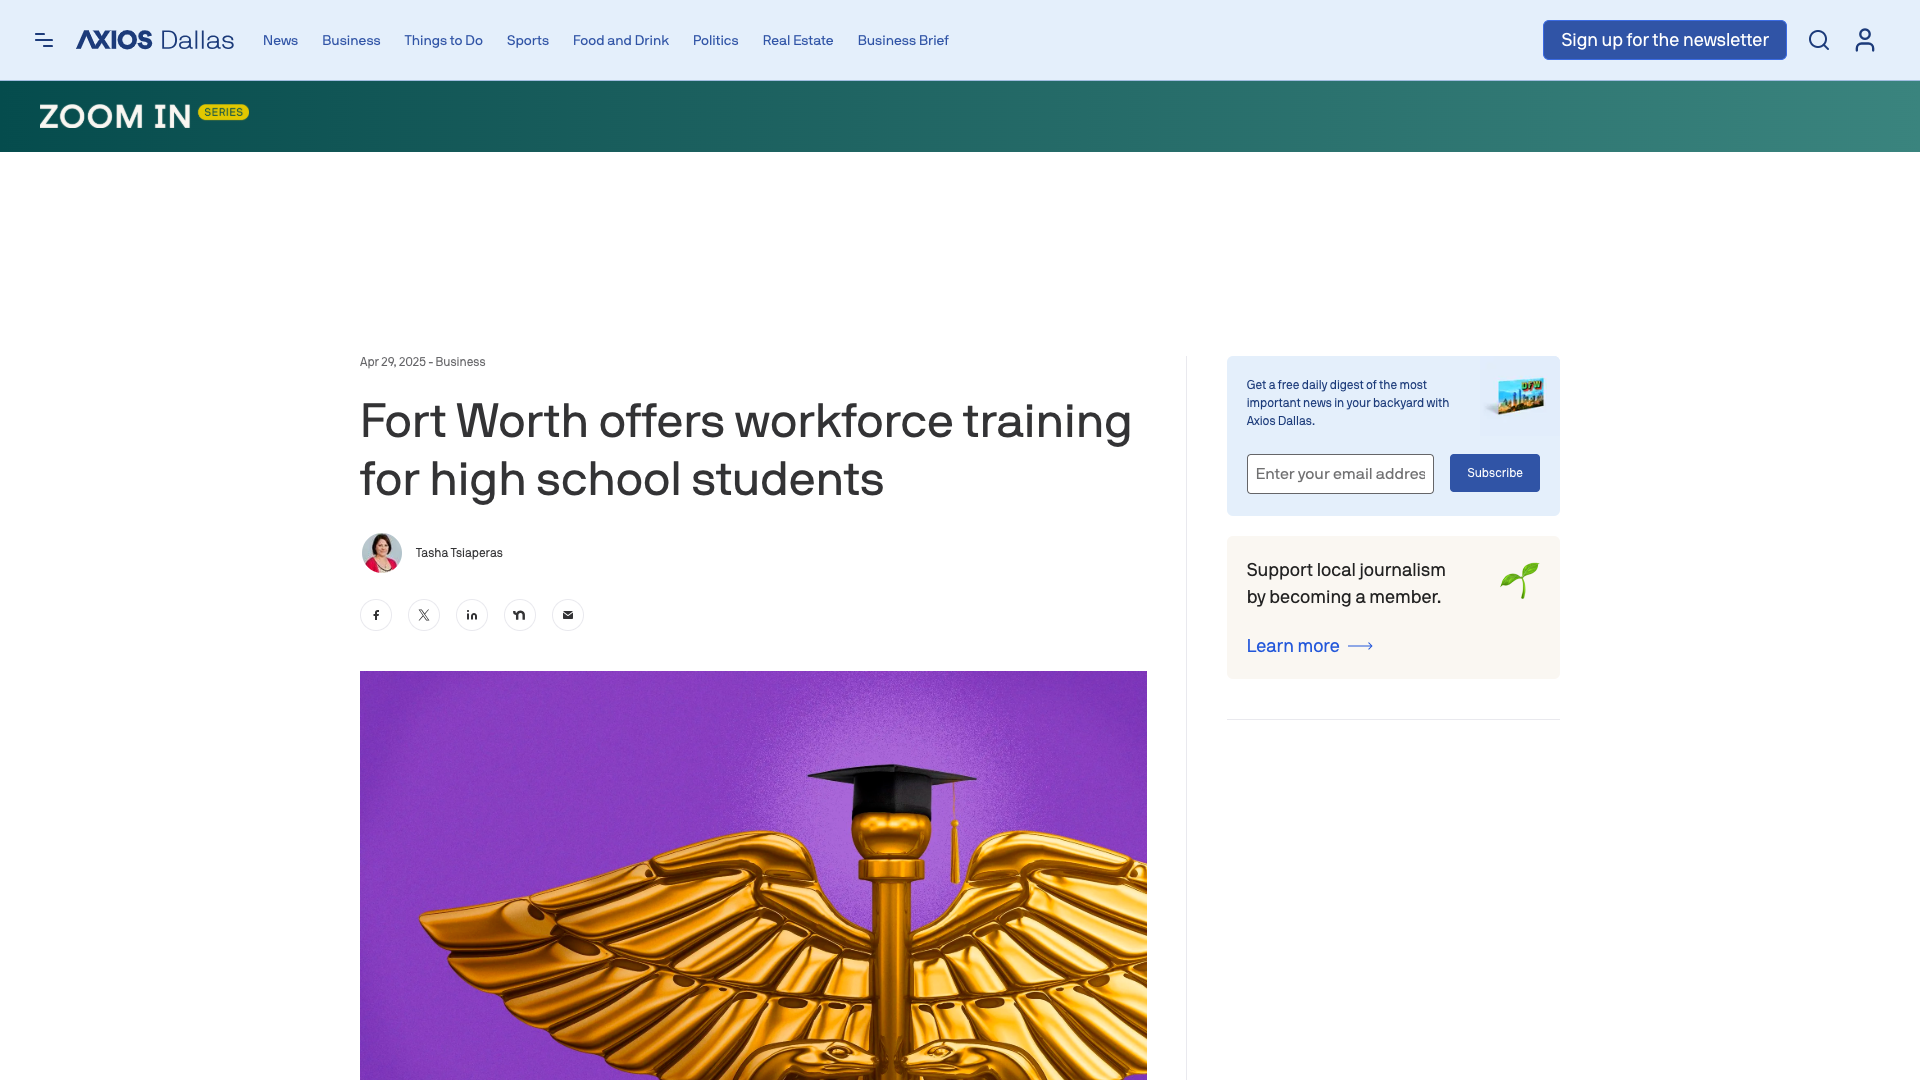 AXIOS Dallas
News
Business
Things to Do
Sports
Food and Drink
Politics
Real Estate
Business Brief
Sign up for the newsletter
ZOOM IN SERIES
Apr 29, 2025 - Business
Fort Worth offers workforce training
for high school students
Tasha Tsiaperas
Get a free daily digest of the most
important news in your backyard with
Axios Dallas.
DFW
Enter your email addres
Subscribe
Support local journalism
by becoming a member.
Learn more